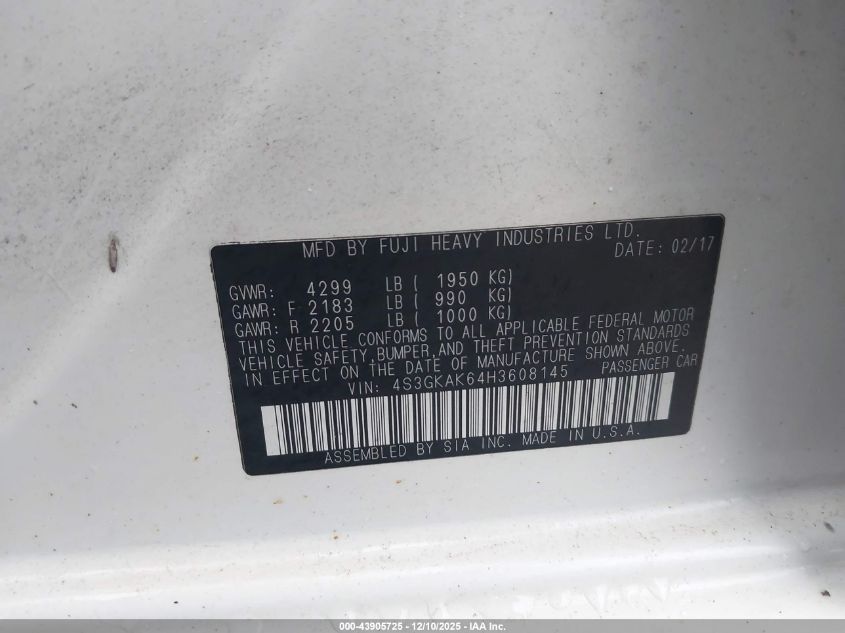 MFD BY FUJI HEAVY INDUSTRIES LTD.
DATE: 02/17
GVWR: 4299 LB ( 1950 KG)
GAWR: F 2183 LB ( 990 KG)
GAWR: R 2205 LB ( 1000 KG)
THIS VEHICLE CONFORMS TO ALL APPLICABLE FEDERAL MOTOR
VEHICLE SAFETY,BUMPER,AND THEFT PREVENTION STANDARDS
IN EFFECT ON THE DATE OF MANUFACTURE SHOWN ABOVE.
VIN: 4S3GKAK64H3608145 PASSENGER CAR
ASSEMBLED BY SIA INC. MADE IN U.S.A.
000-43905725 - 12/10/2025 - IAA Inc.